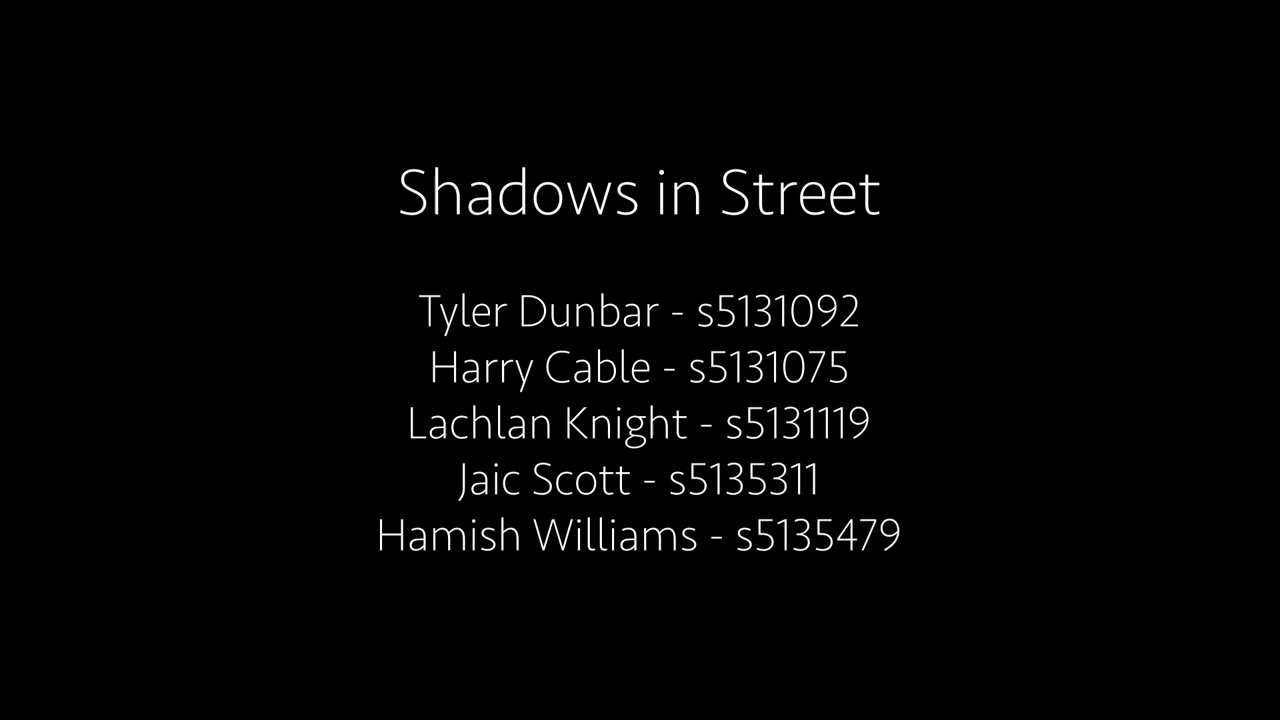 Shadows in Street
Tyler Dunbar - s5131092
Harry Cable - s5131075
Lachlan Knight - s5131119
Jaic Scott - s5135311
Hamish Williams - s5135479